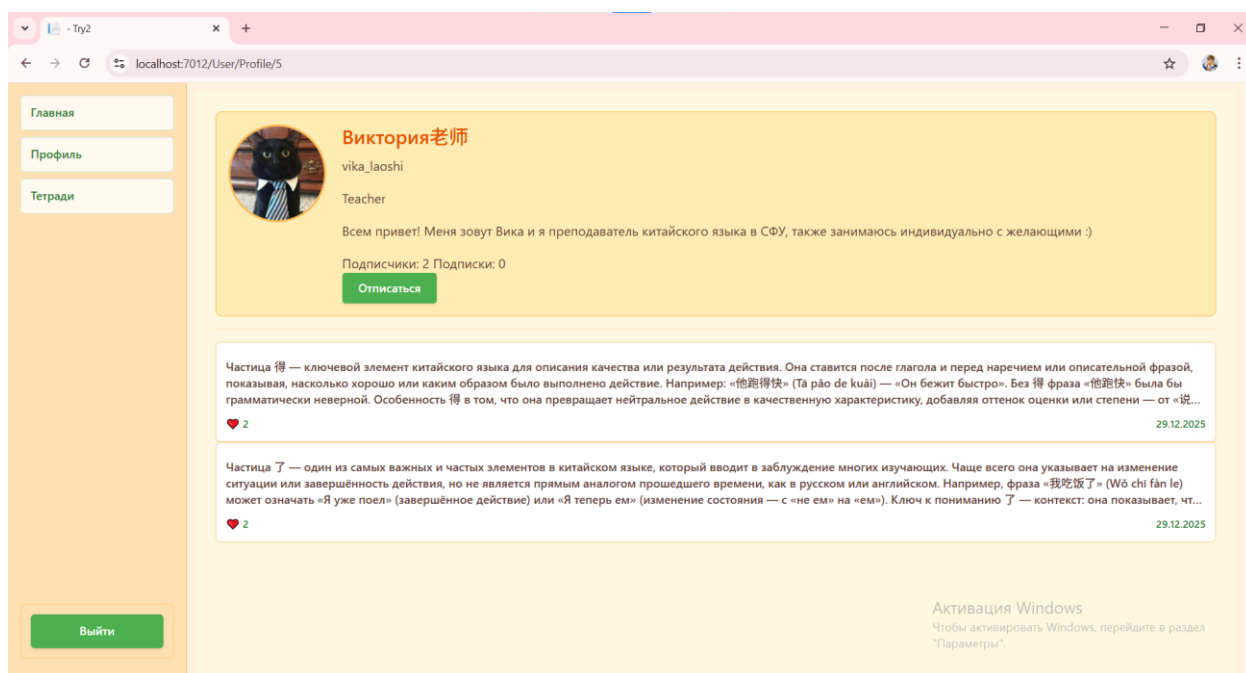 - Try2
localhost:7012/User/Profile/5
Главная
Профиль
Тетради
Виктория老师
vika_laoshi
Teacher
Всем привет! Меня зовут Вика и я преподаватель китайского языка в СФУ, также занимаюсь индивидуально с желающими :)
Подписчики: 2 Подписки: 0
Отписаться
Частица 得 — ключевой элемент китайского языка для описания качества или результата действия. Она ставится после глагола и перед наречием или описательной фразой,
показывая, насколько хорошо или каким образом было выполнено действие. Например: «他跑得快» (Tā pǎo de kuài) — «Он бежит быстро». Без 得 фраза «他跑快» была бы
грамматически неверной. Особенность 得 в том, что она превращает нейтральное действие в качественную характеристику, добавляя оттенок оценки или степени — от «说...
2
29.12.2025
Частица 了 — один из самых важных и частых элементов в китайском языке, который вводит в заблуждение многих изучающих. Чаще всего она указывает на изменение
ситуации или завершённость действия, но не является прямым аналогом прошедшего времени, как в русском или английском. Например, фраза «我吃饭了» (Wǒ chī fàn le)
может означать «Я уже поел» (завершённое действие) или «Я теперь ем» (изменение состояния — с «не ем» на «ем»). Ключ к пониманию 了 — контекст: она показывает, чт...
2
29.12.2025
Выйти
Активация Windows
Чтобы активировать Windows, перейдите в раздел
"Параметры".